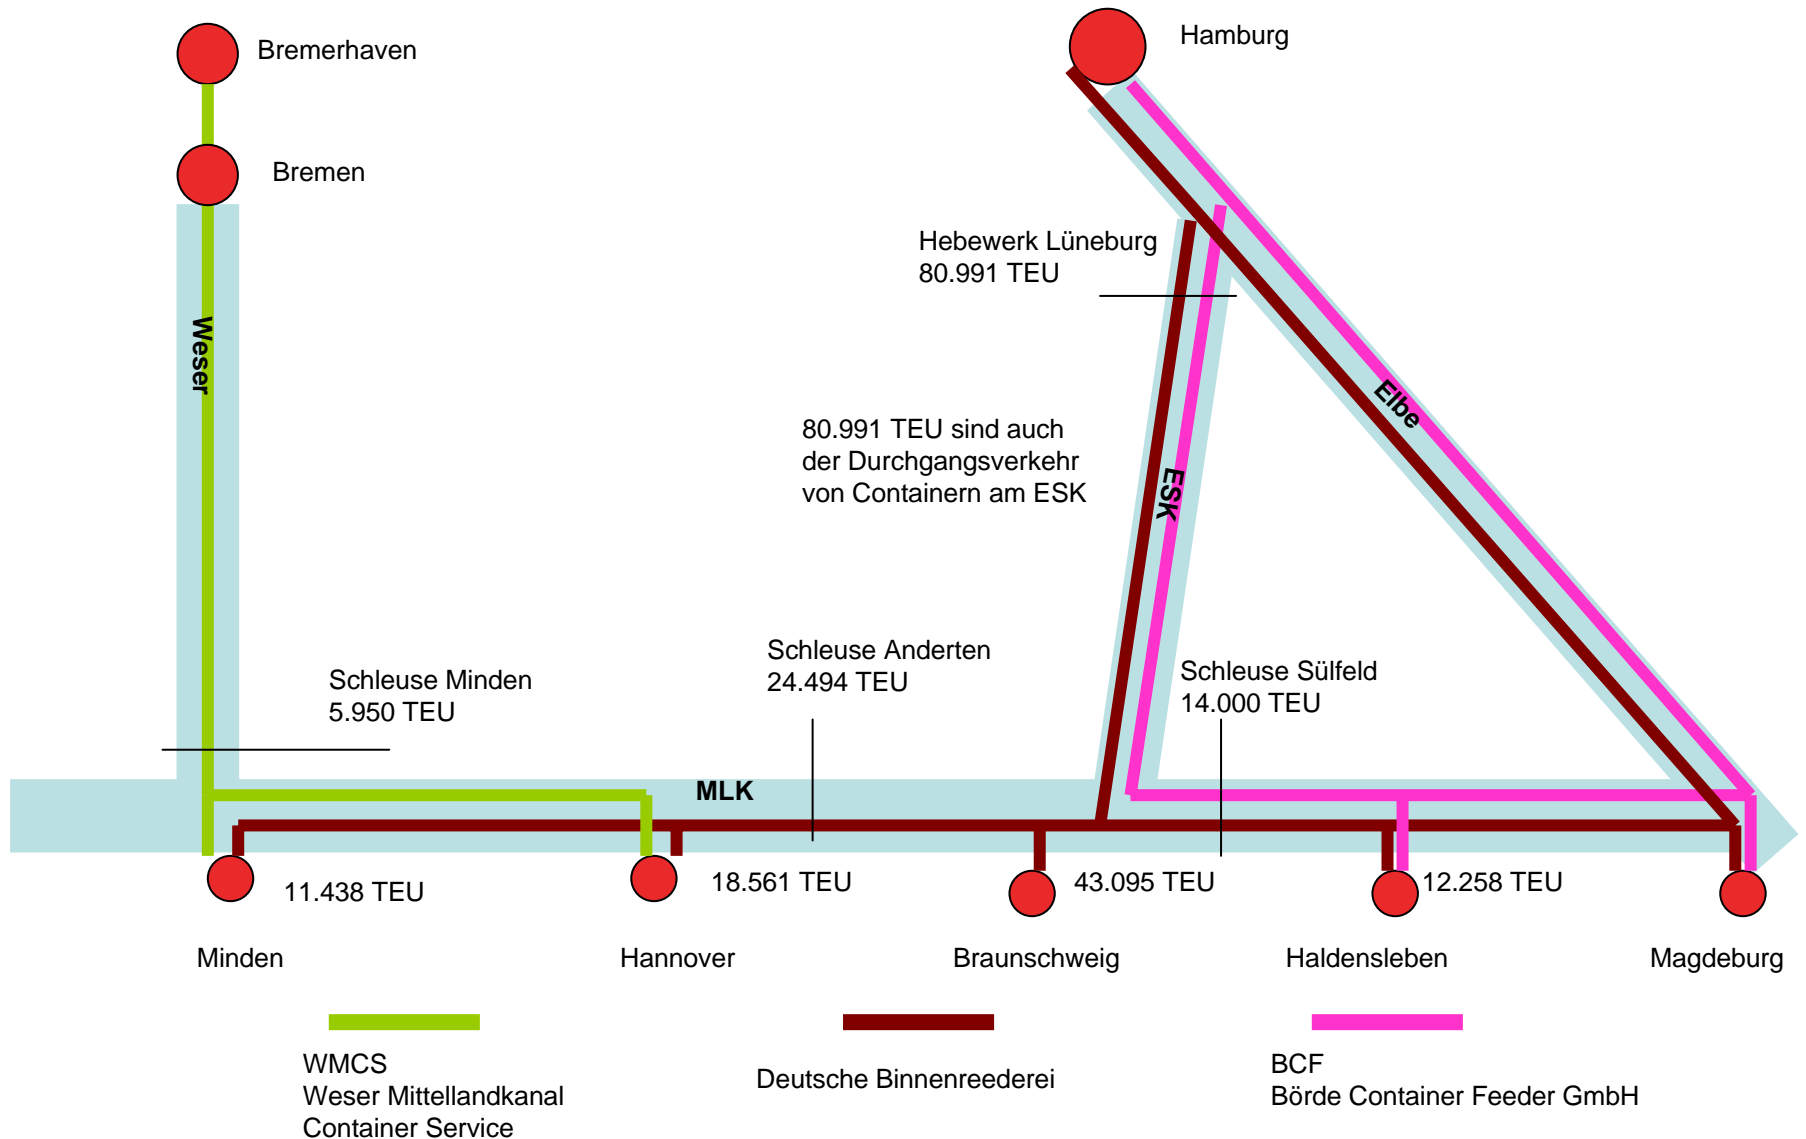 Bremerhaven
Hamburg
Bremen
Hebewerk Lüneburg
80.991 TEU
Weser
Elbe
80.991 TEU sind auch
der Durchgangsverkehr
von Containern am ESK
ESK
Schleuse Minden
5.950 TEU
Schleuse Anderten
24.494 TEU
Schleuse Sülfeld
14.000 TEU
MLK
11.438 TEU
18.561 TEU
43.095 TEU
12.258 TEU
Minden
Hannover
Braunschweig
Haldensleben
Magdeburg
WMCS
Weser Mittellandkanal
Container Service
Deutsche Binnenreederei
BCF
Börde Container Feeder GmbH